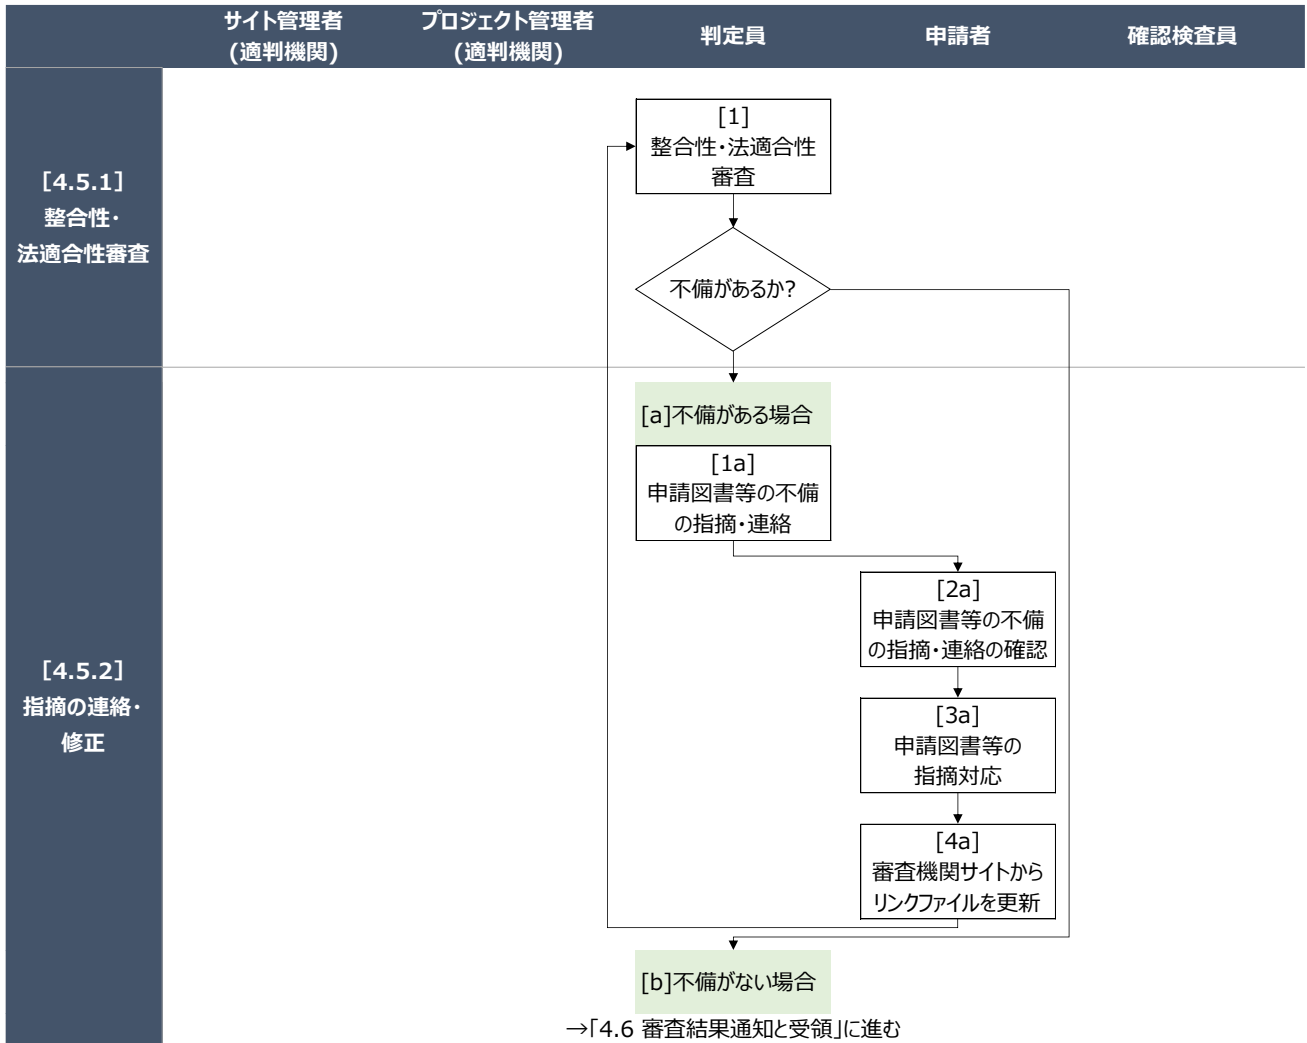 サイト管理者
(適判機関)
プロジェクト管理者
(適判機関)
判定員
申請者
確認検査員
[4.5.1]
整合性・
法適合性審査
[1]
整合性・法適合性
審査
不備があるか?
[4.5.2]
指摘の連絡・
修正
[a]不備がある場合
[1a]
申請図書等の不備
の指摘・連絡
[2a]
申請図書等の不備
の指摘・連絡の確認
[3a]
申請図書等の
指摘対応
[4a]
審査機関サイトから
リンクファイルを更新
[b]不備がない場合
→「4.6 審査結果通知と受領」に進む